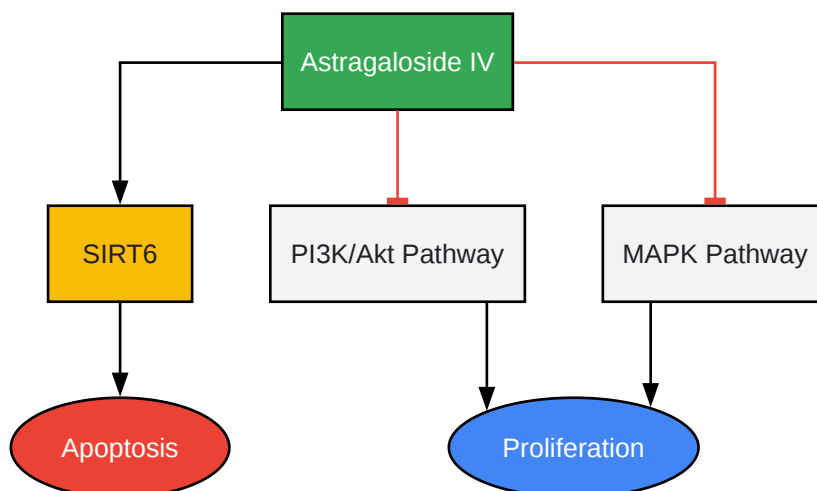 Astragaloside IV
SIRT6
PI3K/Akt Pathway
MAPK Pathway
Apoptosis
Proliferation